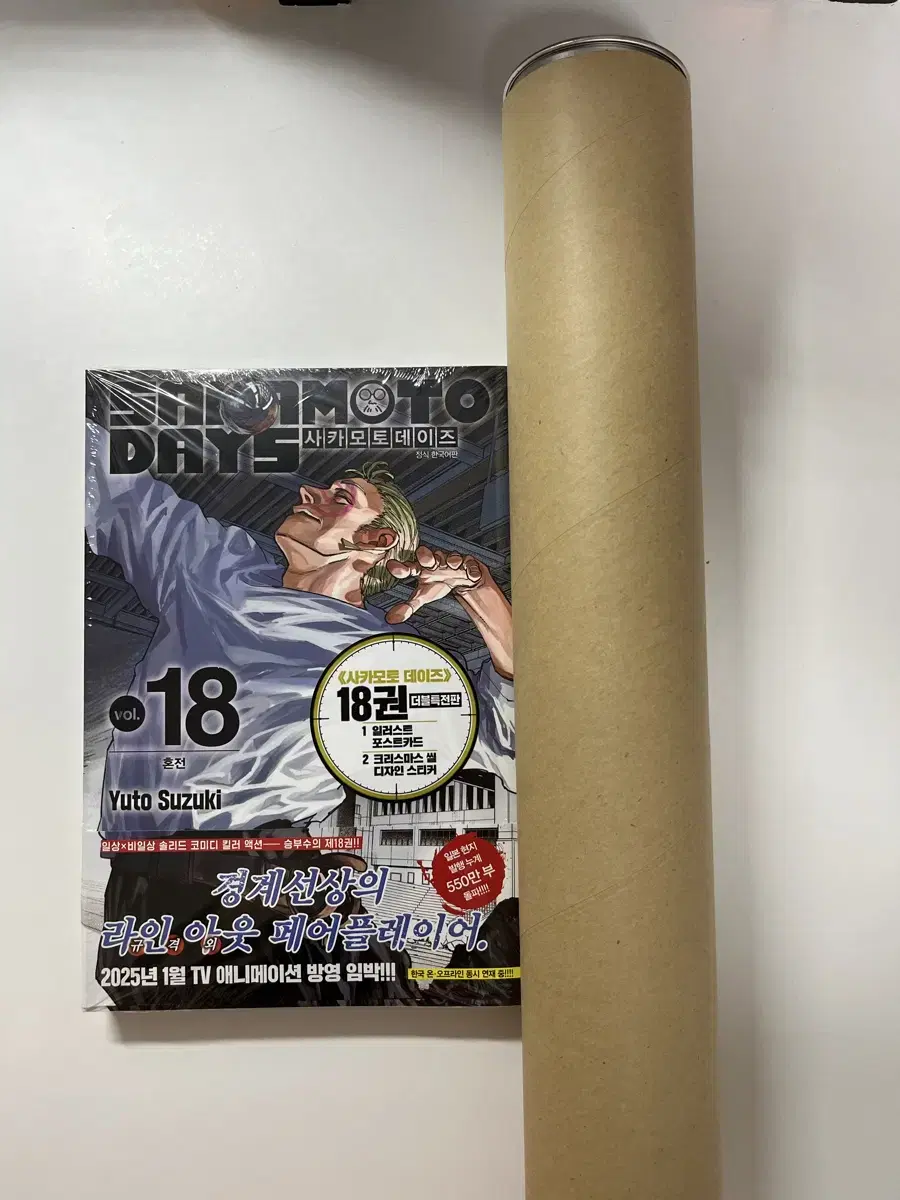 SAKAMOTO
DAYS
사카모토데이즈
정식 한국어판
vol. 18
혼전
Yuto Suzuki
《사카모토 데이즈》
18권 더블특전판
1 일러스트
포스트카드
2 크리스마스 씰
디자인 스티커
일상×비일상 솔리드 코미디 킬러 액션── 승부수의 제18권!!
일본 현지
발행 누계
550만 부
돌파!!!!
경계선상의
라인 아웃 페어플레이어.
규격외
2025년 1월 TV 애니메이션 방영 임박!!!
한국 온·오프라인 동시 연재 중!!!!